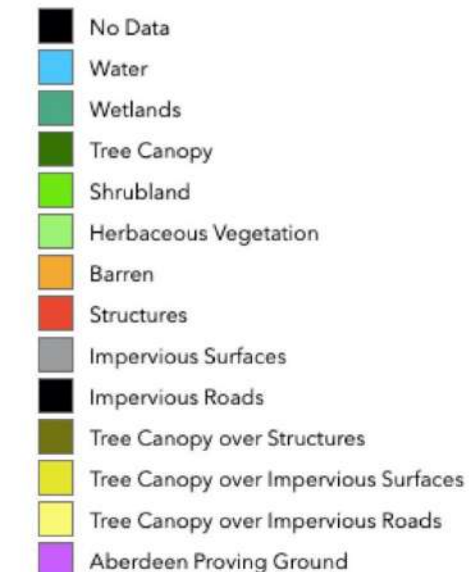 No Data
Water
Wetlands
Tree Canopy
Shrubland
Herbaceous Vegetation
Barren
Structures
Impervious Surfaces
Impervious Roads
Tree Canopy over Structures
Tree Canopy over Impervious Surfaces
Tree Canopy over Impervious Roads
Aberdeen Proving Ground